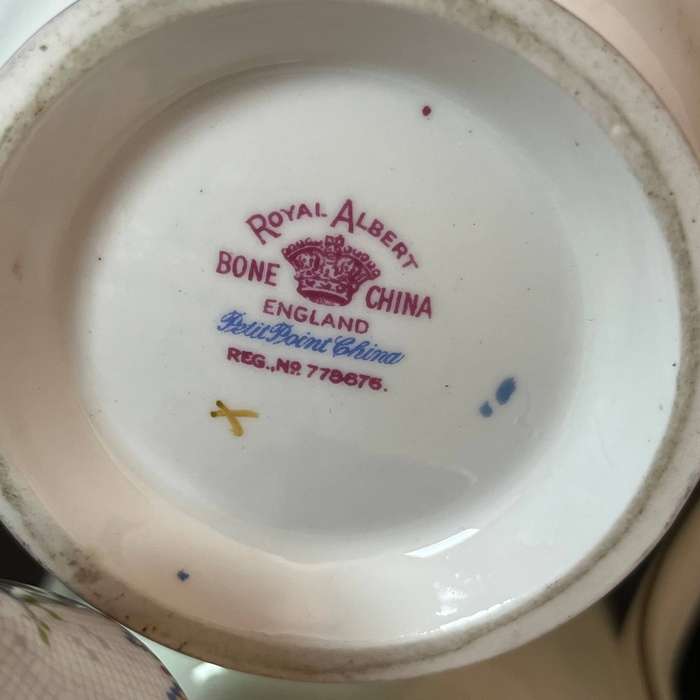 ROYAL ALBERT
BONE CHINA
ENGLAND
Petit Point China
REG., No 778676.